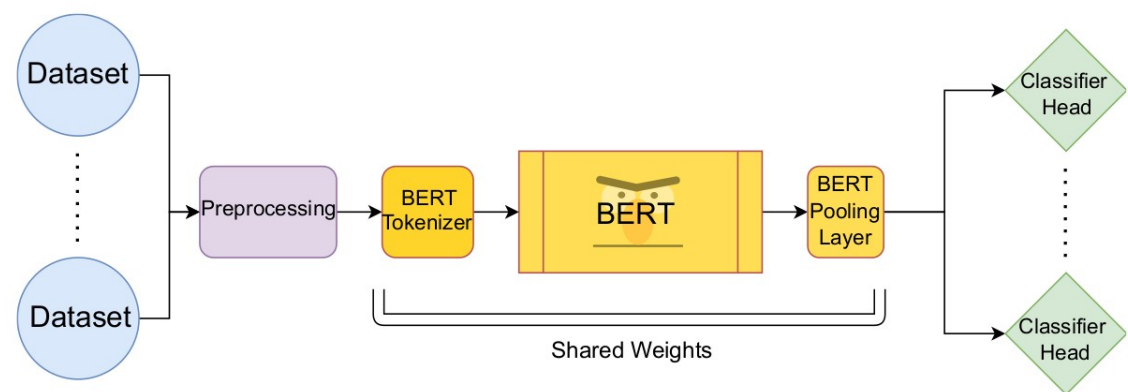 Dataset
Dataset
Preprocessing
BERT
Tokenizer
BERT
BERT
Pooling
Layer
Shared Weights
Classifier
Head
Classifier
Head